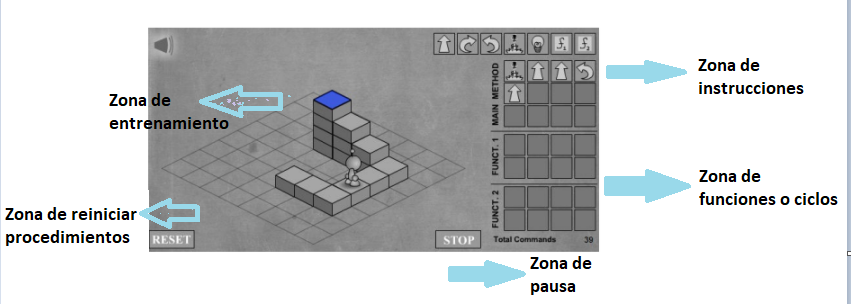 Zona de
instrucciones
Zona de
entrenamiento
MAIN METHOD
FUNCT. 1
Zona de
funciones o ciclos
FUNCT. 2
Zona de reiniciar
procedimientos
RESET
STOP
Total Commands 39
Zona de
pausa